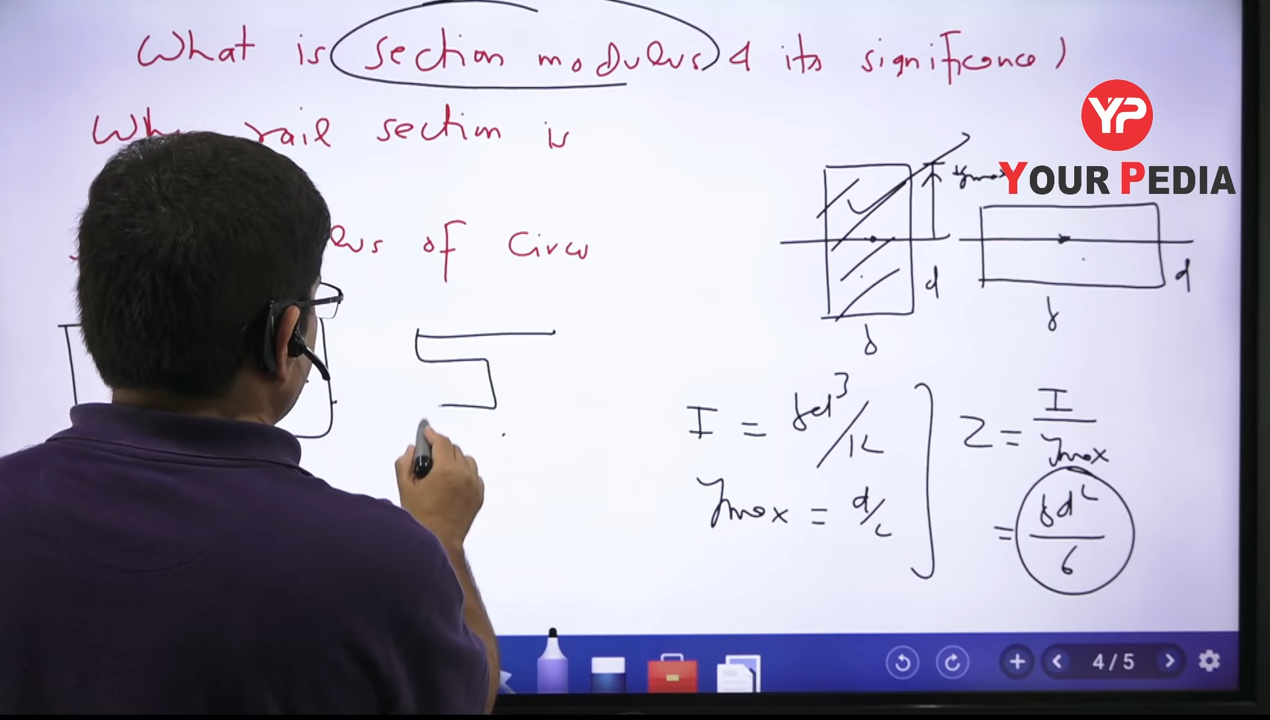 What is section modulus & its significance)
rail section is
of Circu
YP
YOUR PEDIA
ymax
d
b
d
b
I = bd³/12
ymax = d/2
Z = I/ymax
= bd²/6
4/5